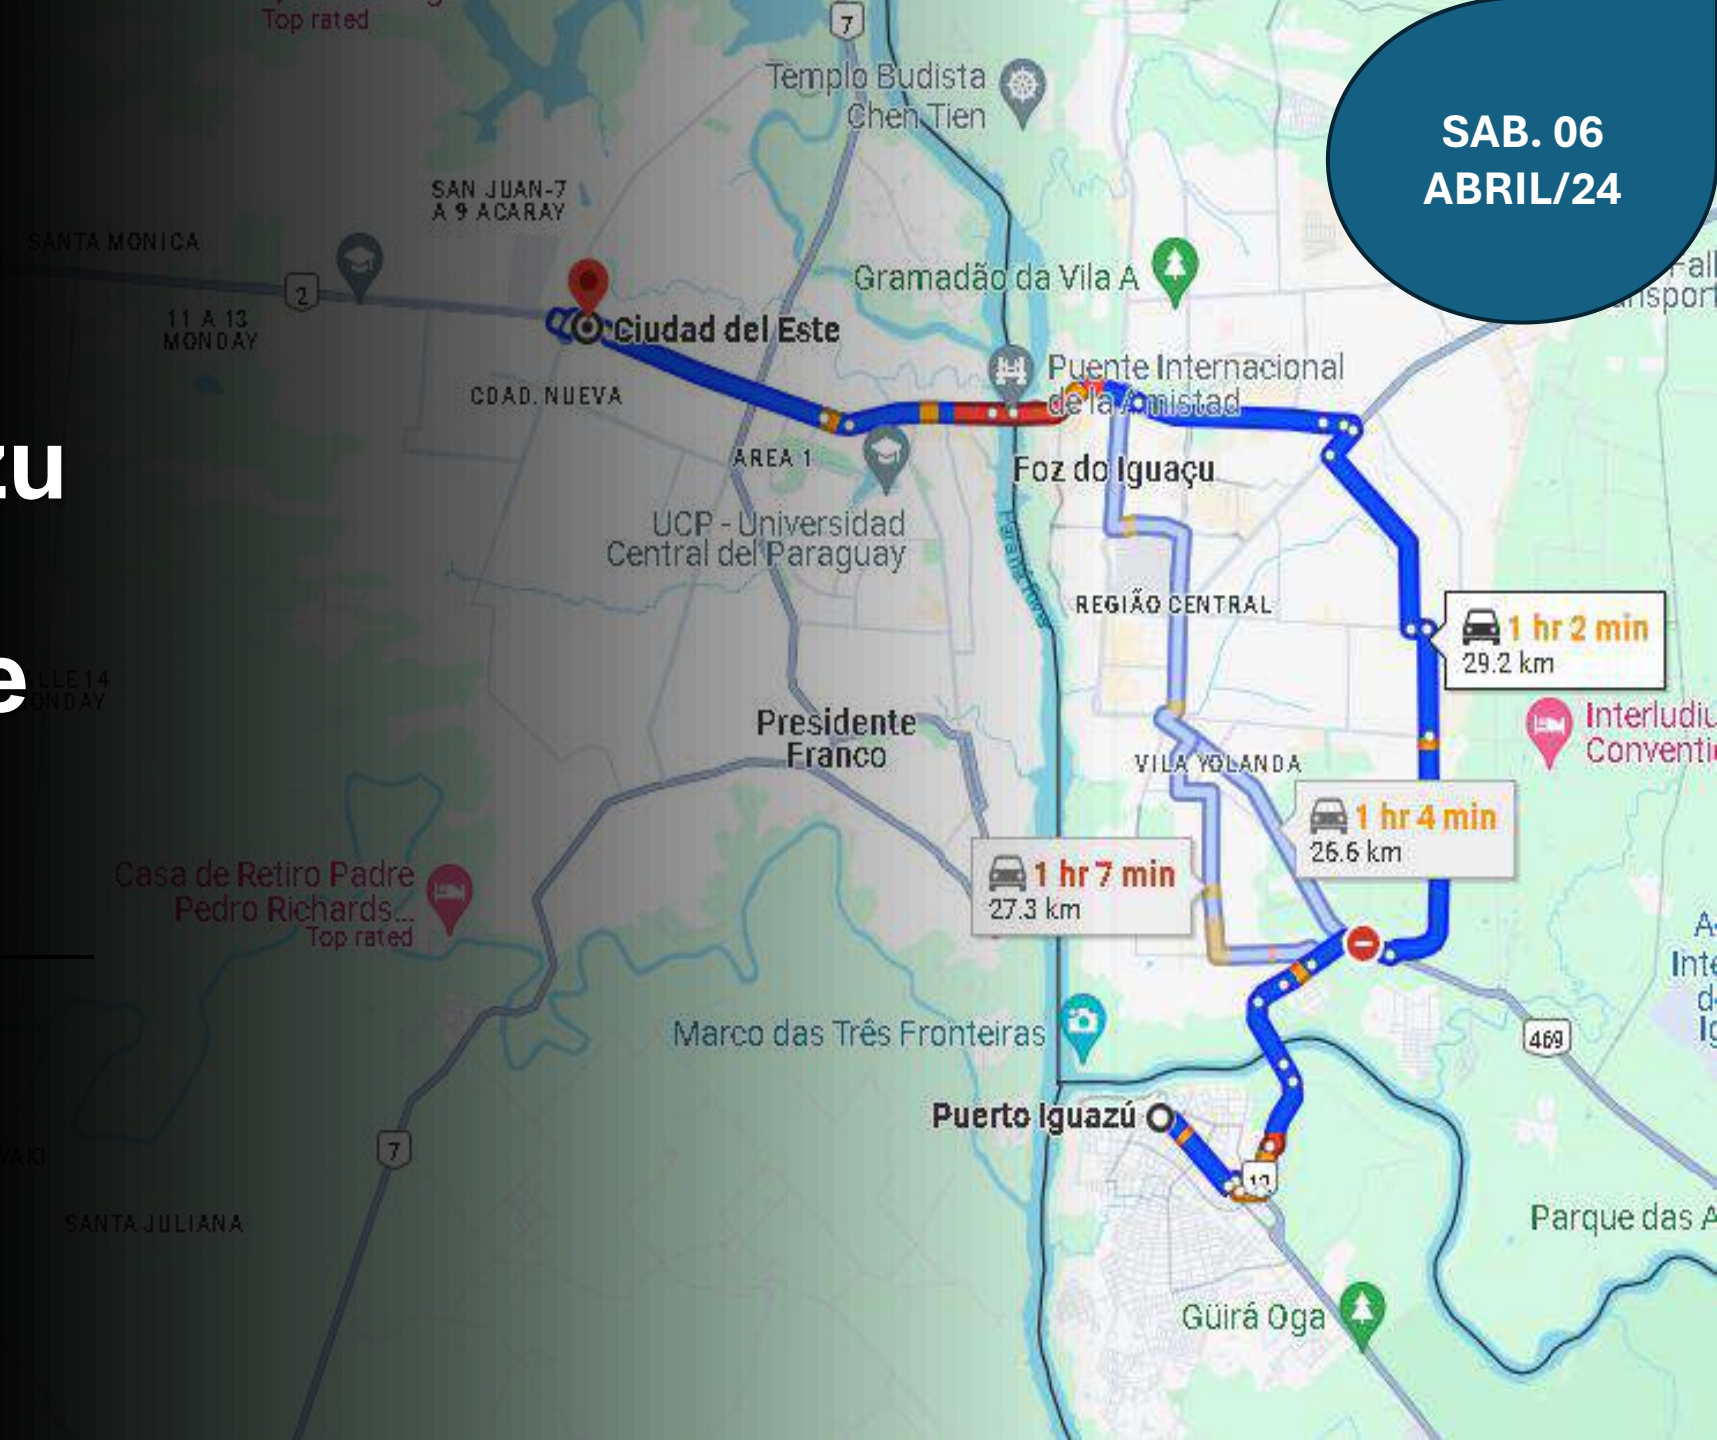 Top rated
7
Templo Budista
Chen Tien
SAB. 06
ABRIL/24
SAN JUAN-7
A 9 ACARAY
SANTA MONICA
2
11 A 13
MONDAY
Gramadão da Vila A
Ciudad del Este
Puente Internacional
de la Amistad
CDAD. NUEVA
AREA 1
Foz do Iguaçu
UCP - Universidad
Central del Paraguay
REGIÃO CENTRAL
1 hr 2 min
29.2 km
Presidente
Franco
VILA YOLANDA
1 hr 4 min
26.6 km
1 hr 7 min
27.3 km
Casa de Retiro Padre
Pedro Richards...
Top rated
Marco das Três Fronteiras
469
Puerto Iguazú
7
SANTA JULIANA
Parque das A
Güirá Oga